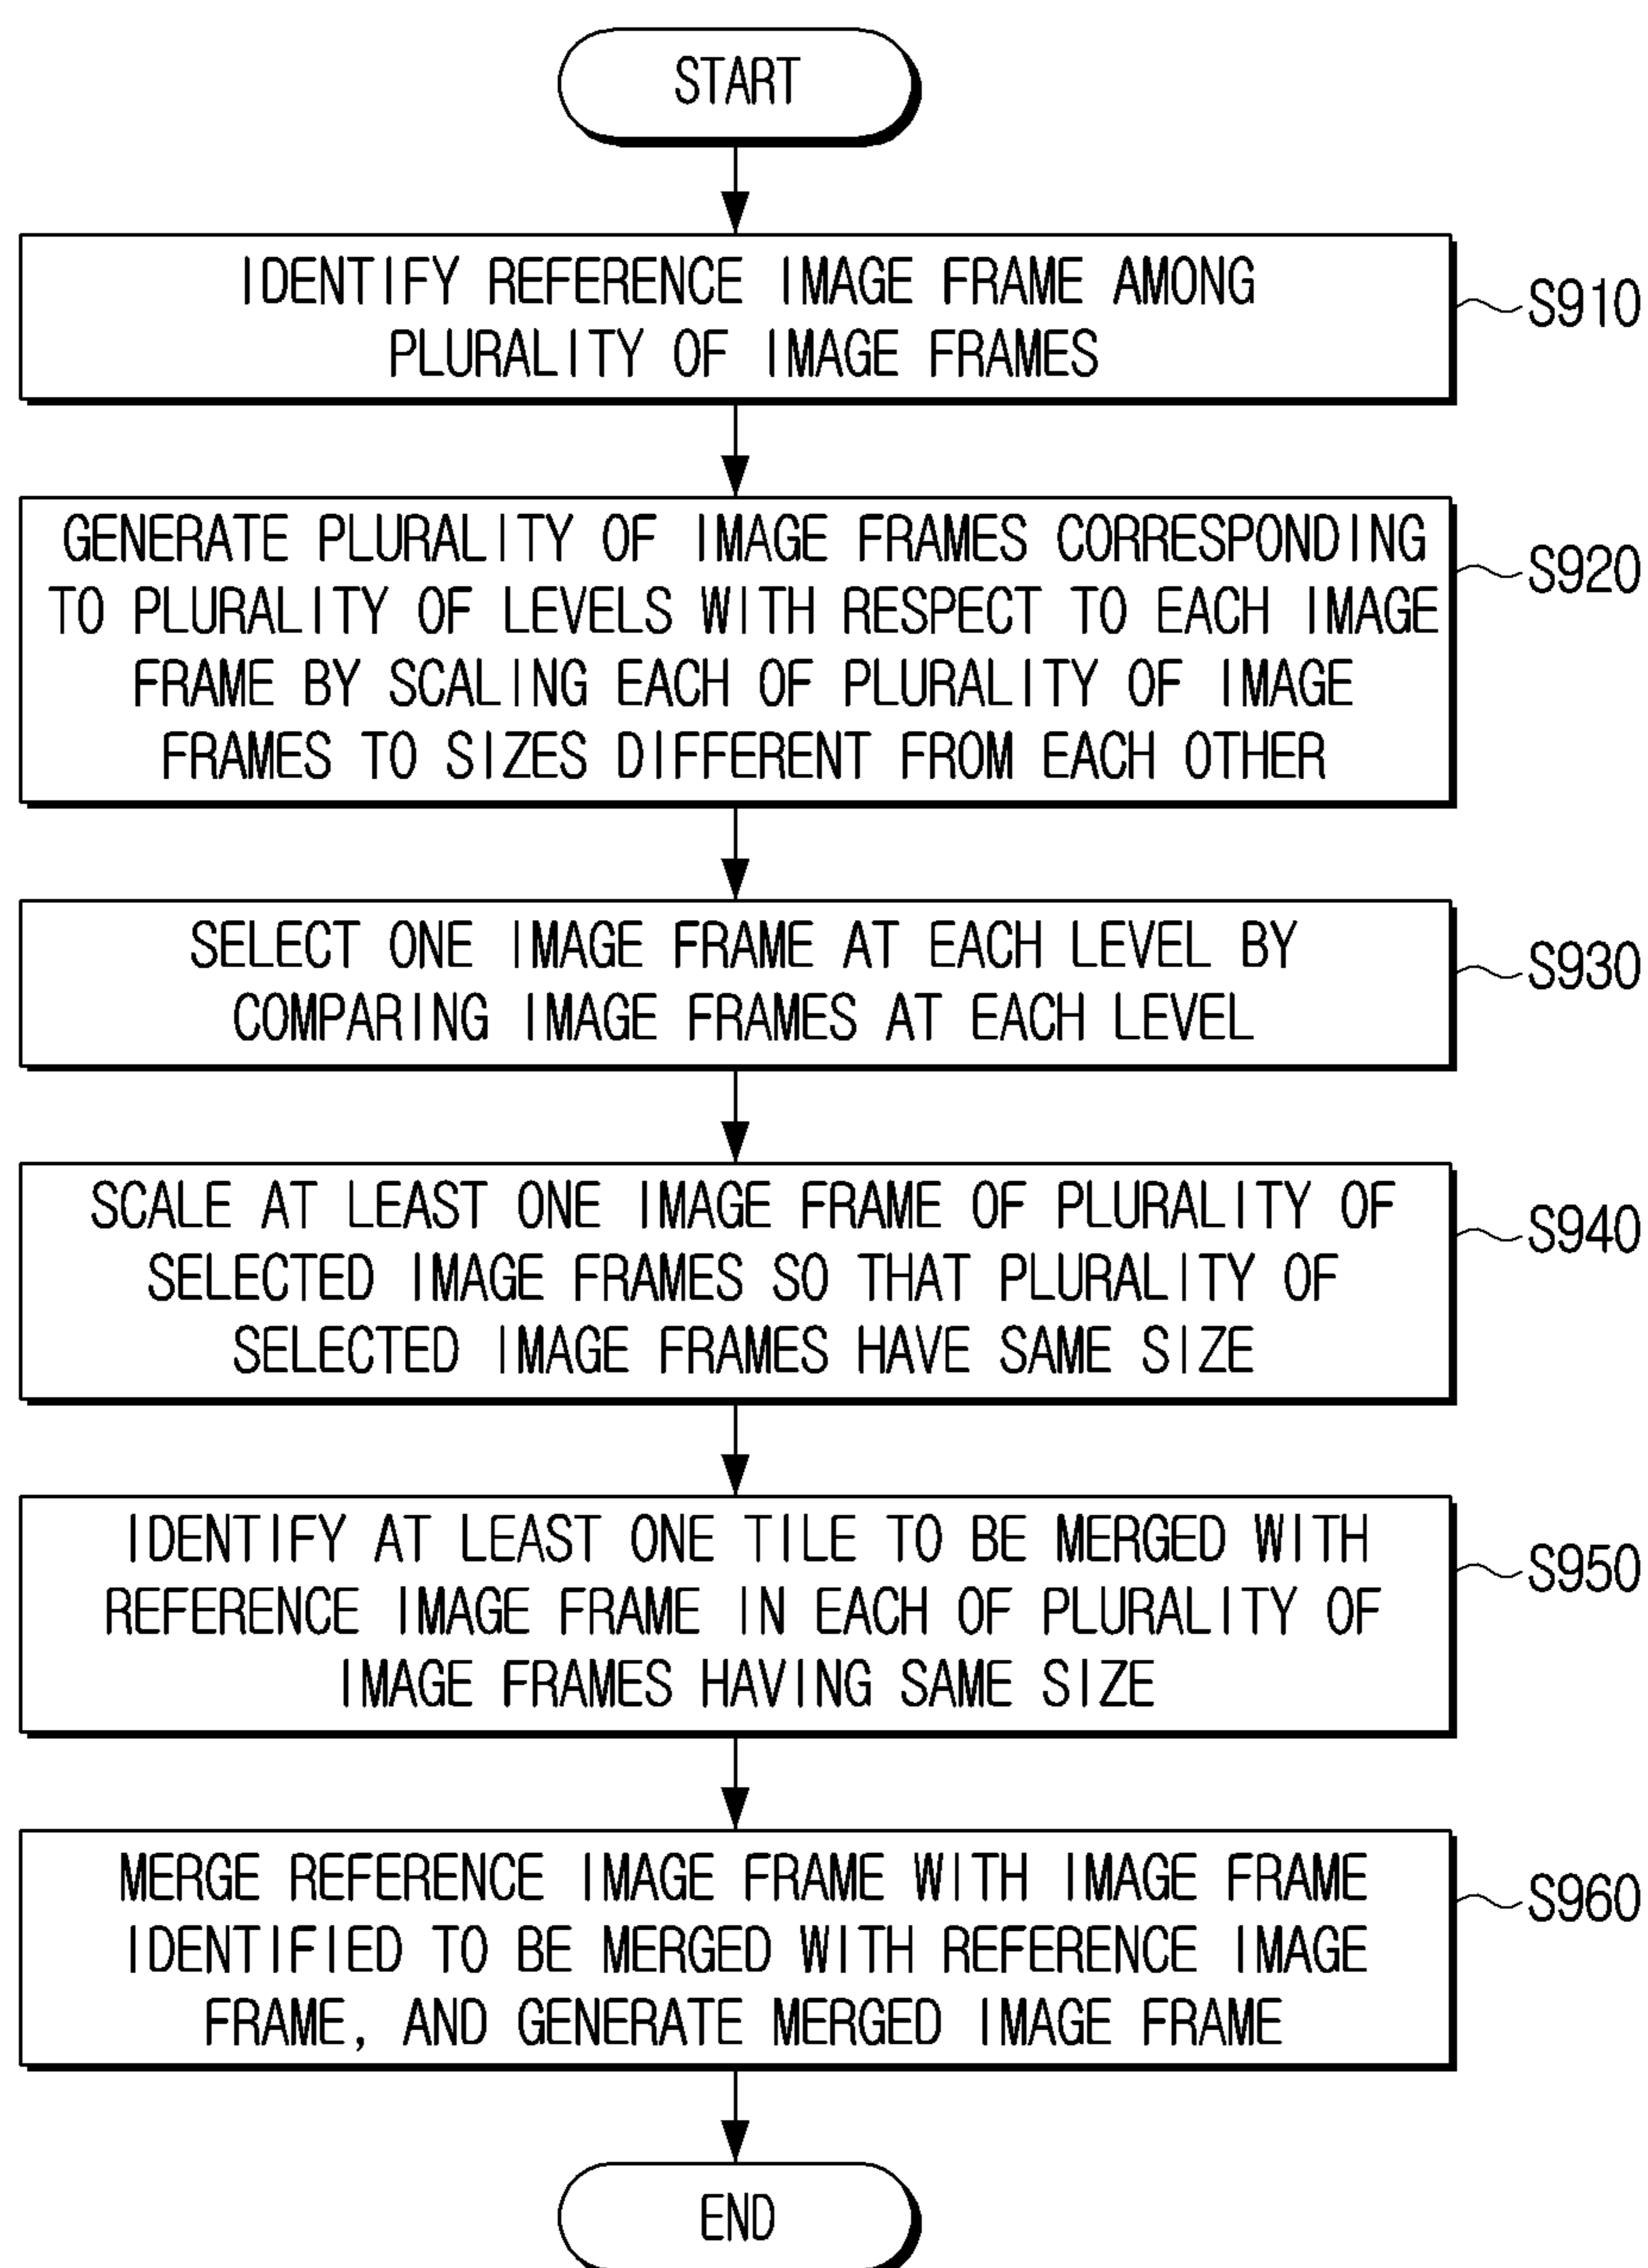 START
IDENTIFY REFERENCE IMAGE FRAME AMONG
PLURALITY OF IMAGE FRAMES
S910
GENERATE PLURALITY OF IMAGE FRAMES CORRESPONDING
TO PLURALITY OF LEVELS WITH RESPECT TO EACH IMAGE
FRAME BY SCALING EACH OF PLURALITY OF IMAGE
FRAMES TO SIZES DIFFERENT FROM EACH OTHER
S920
SELECT ONE IMAGE FRAME AT EACH LEVEL BY
COMPARING IMAGE FRAMES AT EACH LEVEL
S930
SCALE AT LEAST ONE IMAGE FRAME OF PLURALITY OF
SELECTED IMAGE FRAMES SO THAT PLURALITY OF
SELECTED IMAGE FRAMES HAVE SAME SIZE
S940
IDENTIFY AT LEAST ONE TILE TO BE MERGED WITH
REFERENCE IMAGE FRAME IN EACH OF PLURALITY OF
IMAGE FRAMES HAVING SAME SIZE
S950
MERGE REFERENCE IMAGE FRAME WITH IMAGE FRAME
IDENTIFIED TO BE MERGED WITH REFERENCE IMAGE
FRAME, AND GENERATE MERGED IMAGE FRAME
S960
END